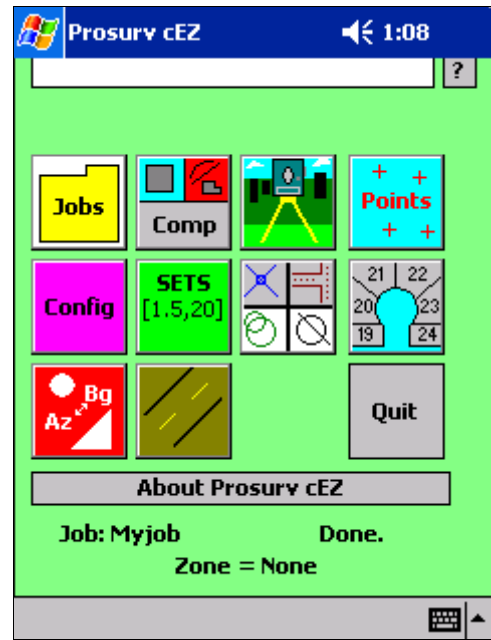 Prosurv cEZ 1:08
?
Jobs
Comp
Points
Config
SETS
[1.5,20]
21 22
20 23
19 24
Bg
Az
Quit
About Prosurv cEZ
Job: Myjob Done.
Zone = None